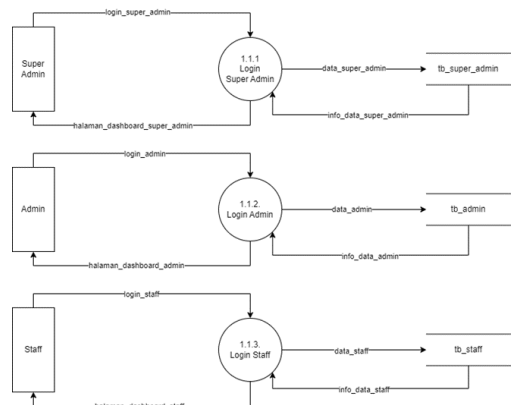 login_super_admin
Super
Admin
1.1.1
Login
Super Admin
data_super_admin
tb_super_admin
info_data_super_admin
halaman_dashboard_super_admin
login_admin
Admin
1.1.2.
Login Admin
data_admin
tb_admin
info_data_admin
halaman_dashboard_admin
login_staff
Staff
1.1.3.
Login Staff
data_staff
tb_staff
info_data_staff
halaman_dashboard_staff